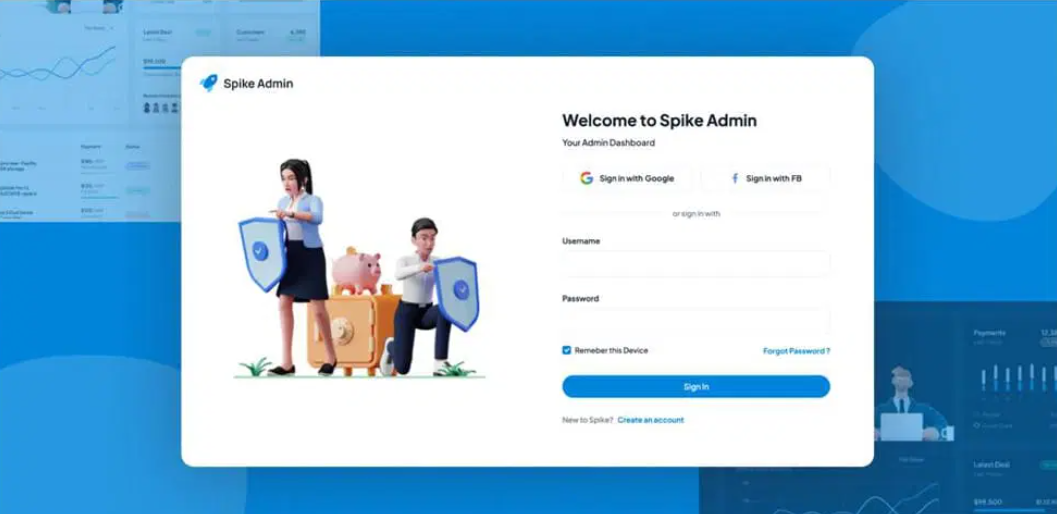 Latest Deal
Customers
Spike Admin
Welcome to Spike Admin
Your Admin Dashboard
Sign in with Google
Sign in with FB
or sign in with
Username
Password
Remeber this Device
Forgot Password ?
Sign In
New to Spike? Create an account
Payments
Latest Deal
$98,500